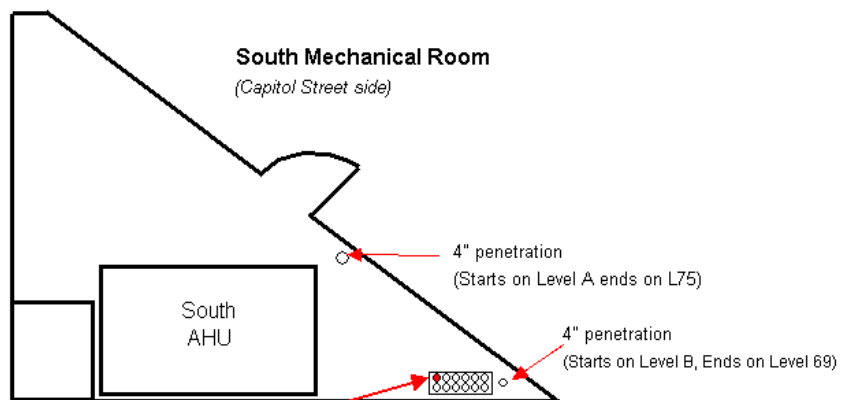 South Mechanical Room
(Capitol Street side)
4" penetration
(Starts on Level A ends on L75)
South
AHU
4" penetration
(Starts on Level B, Ends on Level 69)